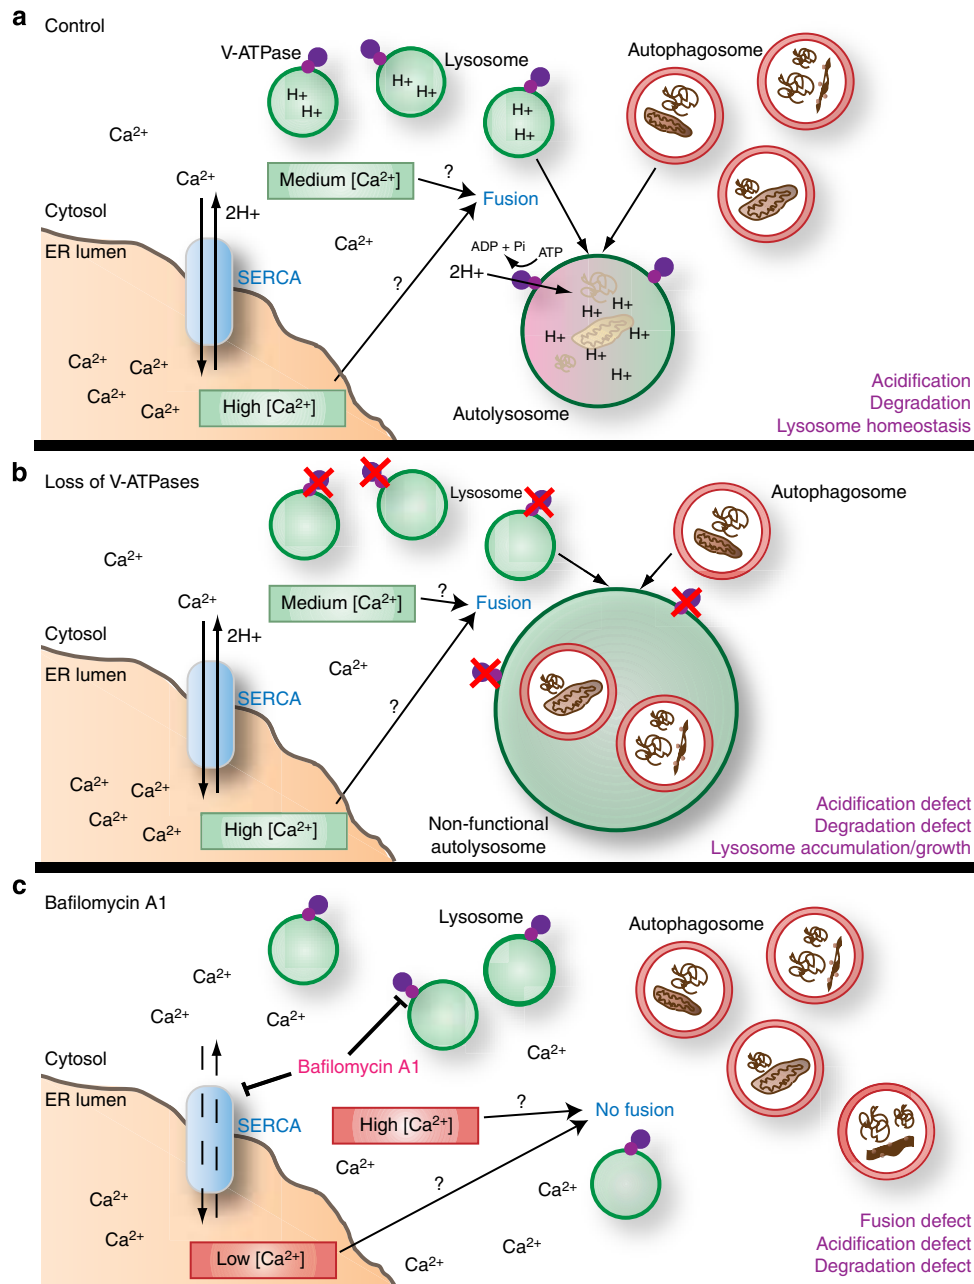 a
Control
V-ATPase
Lysosome
Autophagosome
H+
H+
H+
H+
H+
H+
Ca2+
Ca2+
Medium [Ca2+]
?
Fusion
Cytosol
2H+
ER lumen
Ca2+
ADP + Pi
ATP
SERCA
2H+
?
H+
H+
H+
H+
H+
H+
Ca2+
Ca2+
Ca2+
Ca2+
High [Ca2+]
Autolysosome
Acidification
Degradation
Lysosome homeostasis
b
Loss of V-ATPases
Lysosome
Autophagosome
Ca2+
Ca2+
Medium [Ca2+]
?
Fusion
Cytosol
2H+
ER lumen
Ca2+
SERCA
?
Ca2+
Ca2+
Ca2+
Ca2+
High [Ca2+]
Non-functional
autolysosome
Acidification defect
Degradation defect
Lysosome accumulation/growth
c
Bafilomycin A1
Lysosome
Autophagosome
Ca2+
Ca2+
Ca2+
Cytosol
Ca2+
Bafilomycin A1
ER lumen
SERCA
High [Ca2+]
?
No fusion
Ca2+
?
Ca2+
Ca2+
Ca2+
Low [Ca2+]
Ca2+
Ca2+
Fusion defect
Acidification defect
Degradation defect